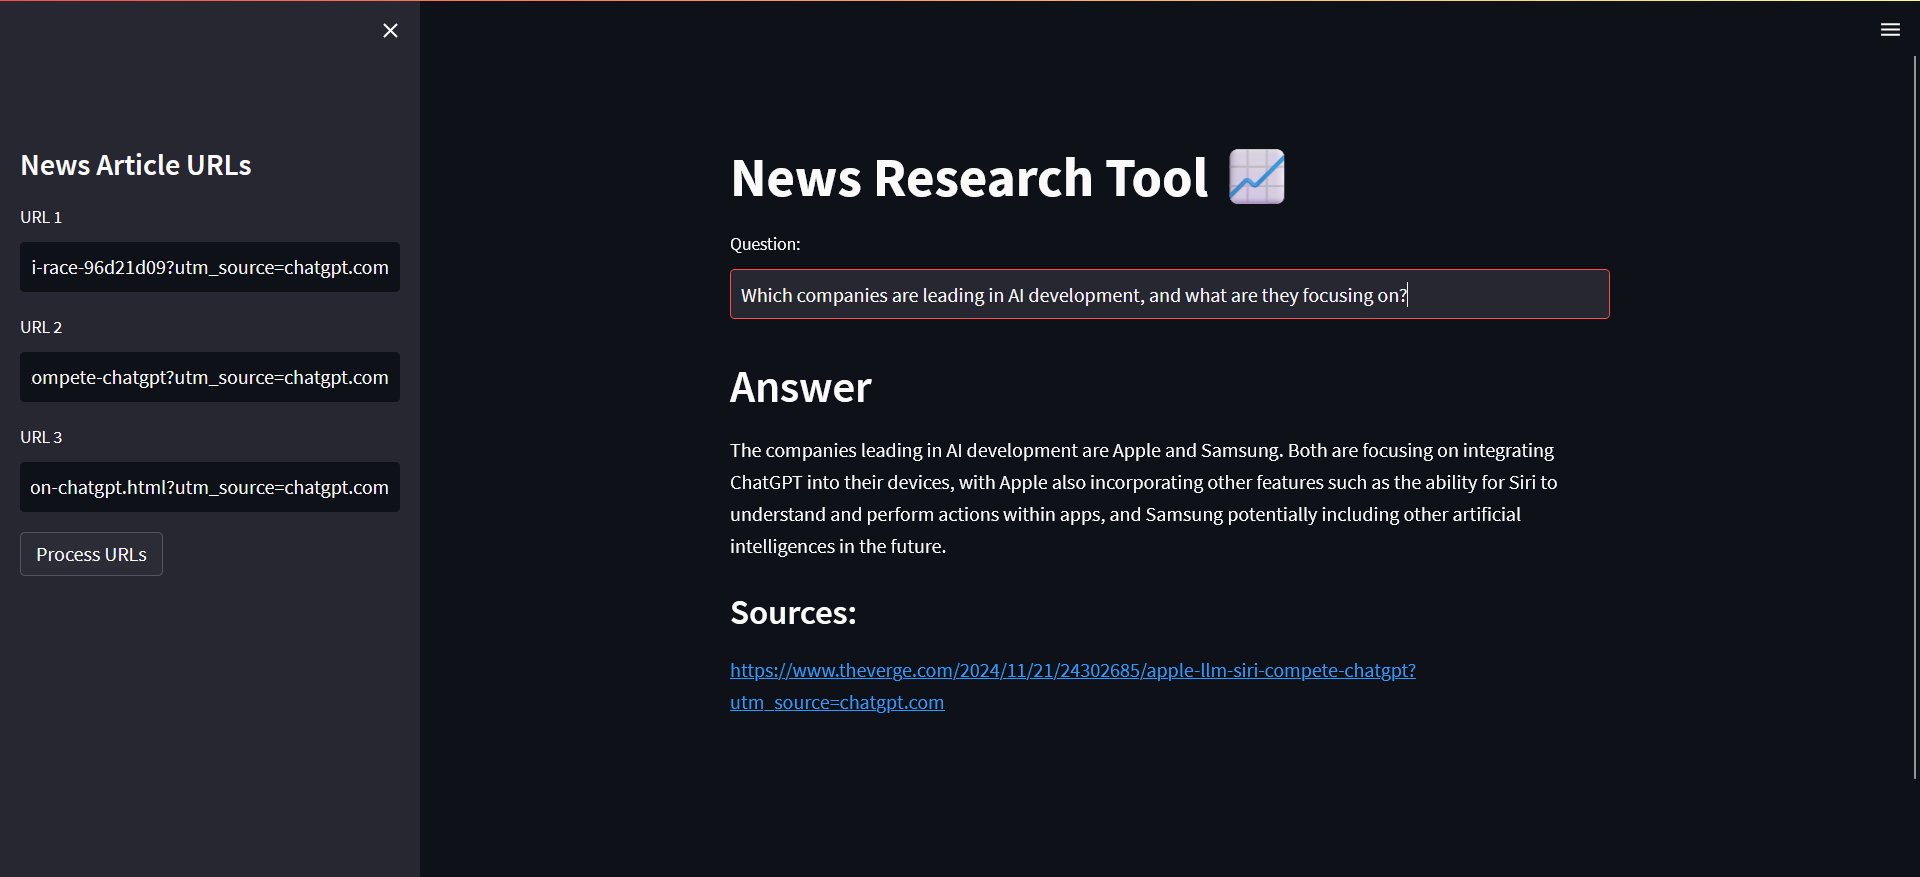 News Article URLs
URL 1
i-race-96d21d09?utm_source=chatgpt.com
URL 2
ompete-chatgpt?utm_source=chatgpt.com
URL 3
on-chatgpt.html?utm_source=chatgpt.com
Process URLs
News Research Tool
Question:
Which companies are leading in AI development, and what are they focusing on?
Answer
The companies leading in AI development are Apple and Samsung. Both are focusing on integrating
ChatGPT into their devices, with Apple also incorporating other features such as the ability for Siri to
understand and perform actions within apps, and Samsung potentially including other artificial
intelligences in the future.
Sources:
https://www.theverge.com/2024/11/21/24302685/apple-llm-siri-compete-chatgpt?
utm_source=chatgpt.com